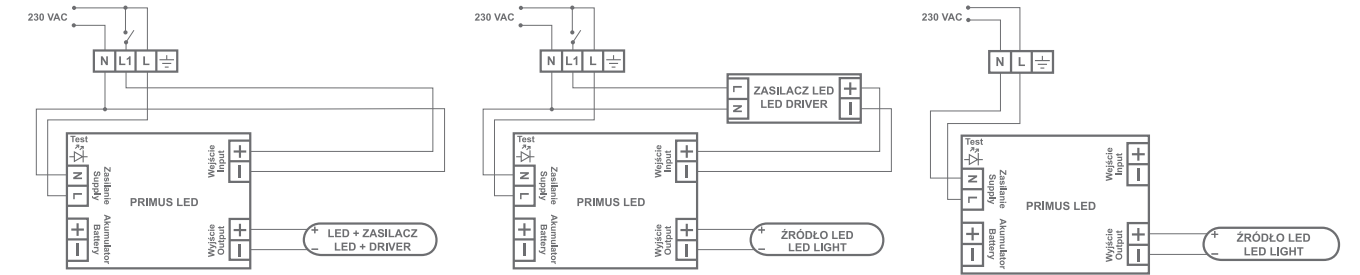 230 VAC
N L1 L
Test
N L
Zasilanie
Supply
Wejście
Input
+ −
PRIMUS LED
Akumulator
Battery
+ −
Wyjście
Output
+ −
+ LED + ZASILACZ
− LED + DRIVER
230 VAC
N L1 L
L N
ZASILACZ LED
LED DRIVER
+ −
Test
N L
Zasilanie
Supply
Wejście
Input
+ −
PRIMUS LED
Akumulator
Battery
+ −
Wyjście
Output
+ −
+ ŹRÓDŁO LED
− LED LIGHT
230 VAC
N L
Test
N L
Zasilanie
Supply
Wejście
Input
+ −
PRIMUS LED
Akumulator
Battery
+ −
Wyjście
Output
+ −
+ ŹRÓDŁO LED
− LED LIGHT